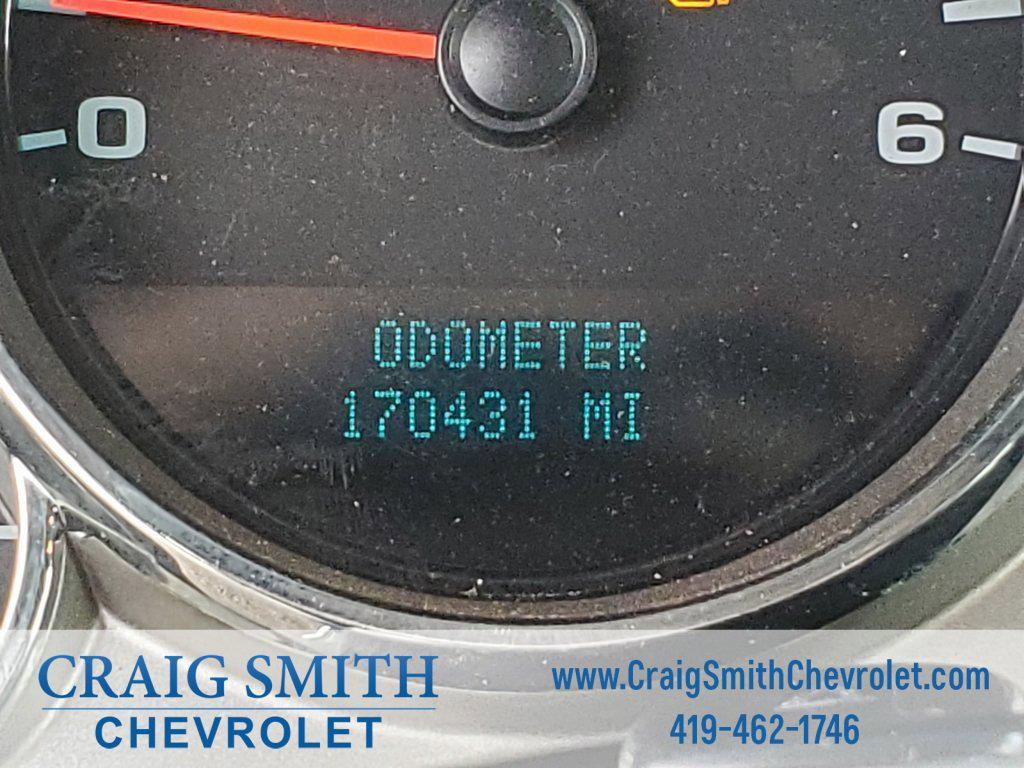 0
6
ODOMETER
170431 MI
CRAIG SMITH
CHEVROLET
www.CraigSmithChevrolet.com
419-462-1746